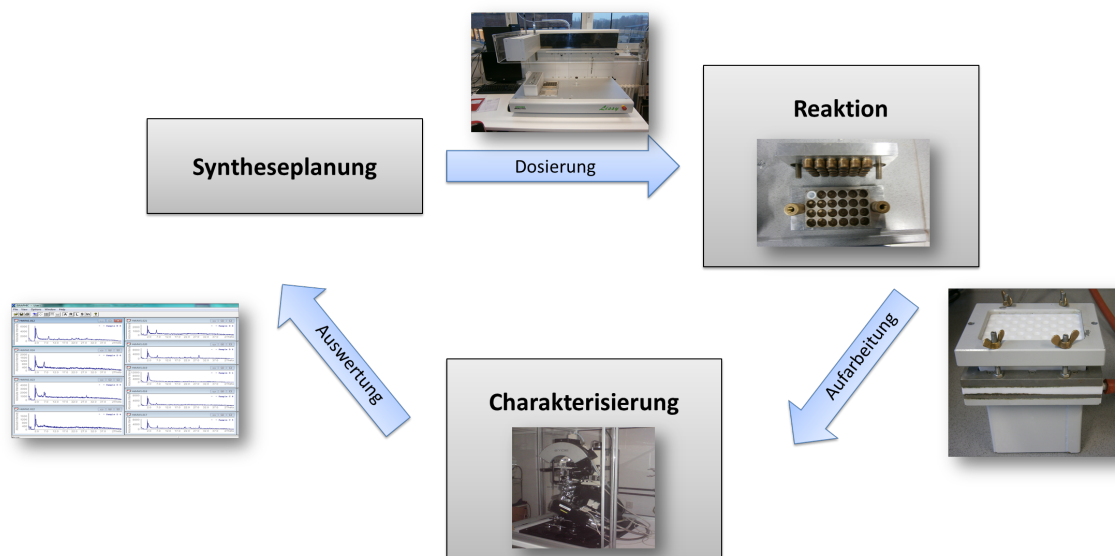 Syntheseplanung
Dosierung
Reaktion
Aufarbeitung
Charakterisierung
Auswertung